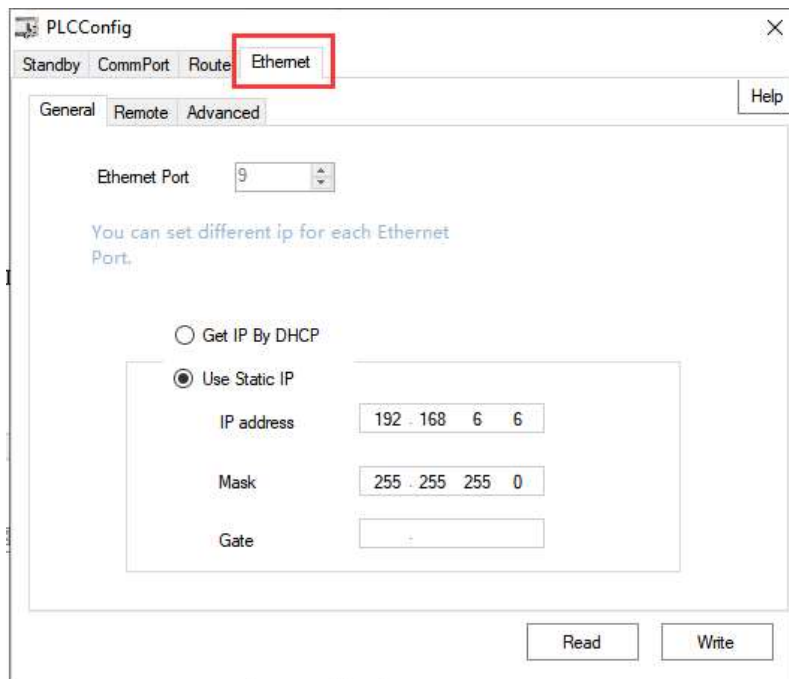 PLCConfig
Standby CommPort Route Ethernet
Help
General Remote Advanced
Ethernet Port 9
You can set different ip for each Ethernet
Port.
Get IP By DHCP
Use Static IP
IP address 192 . 168 6 6
Mask 255 . 255 255 0
Gate .
Read Write